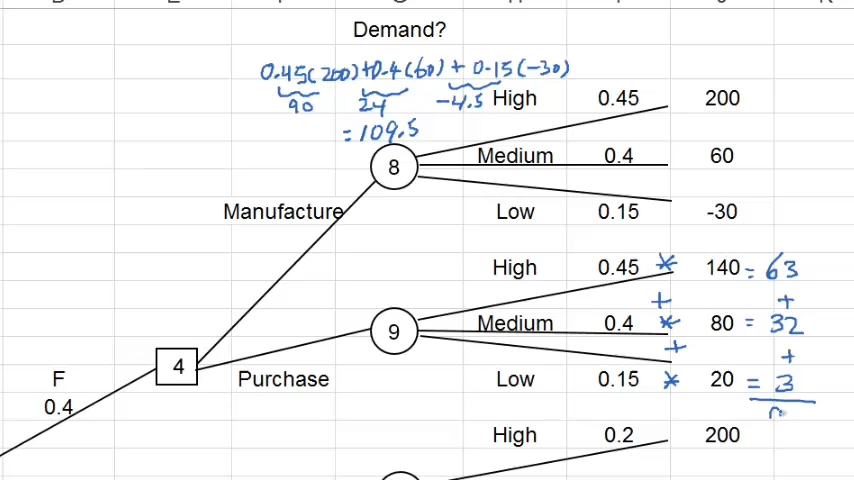 Demand?
0.45(200)+0.4(60) + 0.15(-30)
90 24 -4.5
=109.5
High 0.45 200
8 Medium 0.4 60
Manufacture Low 0.15 -30
High 0.45 * 140 = 63
+ +
9 Medium 0.4 * 80 = 32
+ +
4
F Purchase Low 0.15 * 20 = 3
0.4
High 0.2 200